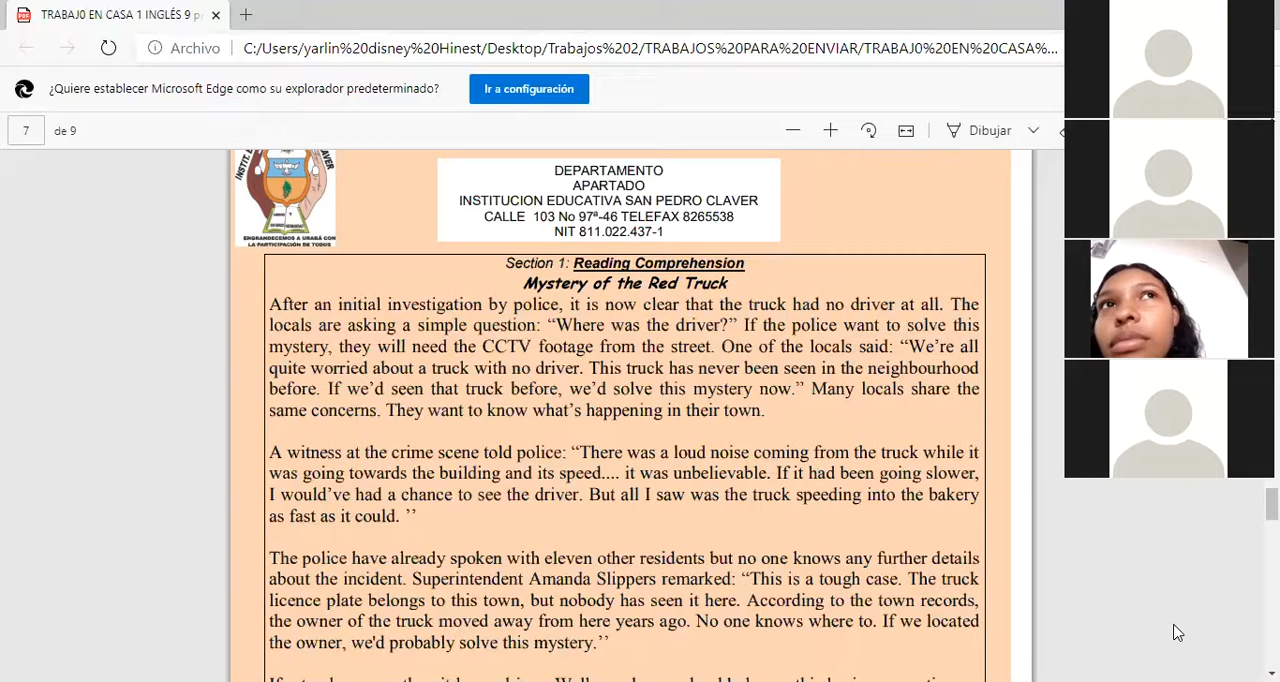 TRABAJ0 EN CASA 1 INGLÉS 9 p
Archivo C:/Users/yarlin%20disney%20Hinest/Desktop/Trabajos%202/TRABAJOS%20PARA%20ENVIAR/TRABAJ0%20EN%20CASA%...
¿Quiere establecer Microsoft Edge como su explorador predeterminado? Ir a configuración
7 de 9 Dibujar
ENGRANDECEMOS A URABÁ CON
LA PARTICIPACIÓN DE TODOS
DEPARTAMENTO
APARTADO
INSTITUCION EDUCATIVA SAN PEDRO CLAVER
CALLE 103 No 97ª-46 TELEFAX 8265538
NIT 811.022.437-1
Section 1: Reading Comprehension
Mystery of the Red Truck
After an initial investigation by police, it is now clear that the truck had no driver at all. The
locals are asking a simple question: “Where was the driver?” If the police want to solve this
mystery, they will need the CCTV footage from the street. One of the locals said: “We’re all
quite worried about a truck with no driver. This truck has never been seen in the neighbourhood
before. If we’d seen that truck before, we’d solve this mystery now.” Many locals share the
same concerns. They want to know what’s happening in their town.
A witness at the crime scene told police: “There was a loud noise coming from the truck while it
was going towards the building and its speed.... it was unbelievable. If it had been going slower,
I would’ve had a chance to see the driver. But all I saw was the truck speeding into the bakery
as fast as it could. ’’
The police have already spoken with eleven other residents but no one knows any further details
about the incident. Superintendent Amanda Slippers remarked: “This is a tough case. The truck
licence plate belongs to this town, but nobody has seen it here. According to the town records,
the owner of the truck moved away from here years ago. No one knows where to. If we located
the owner, we'd probably solve this mystery.’’